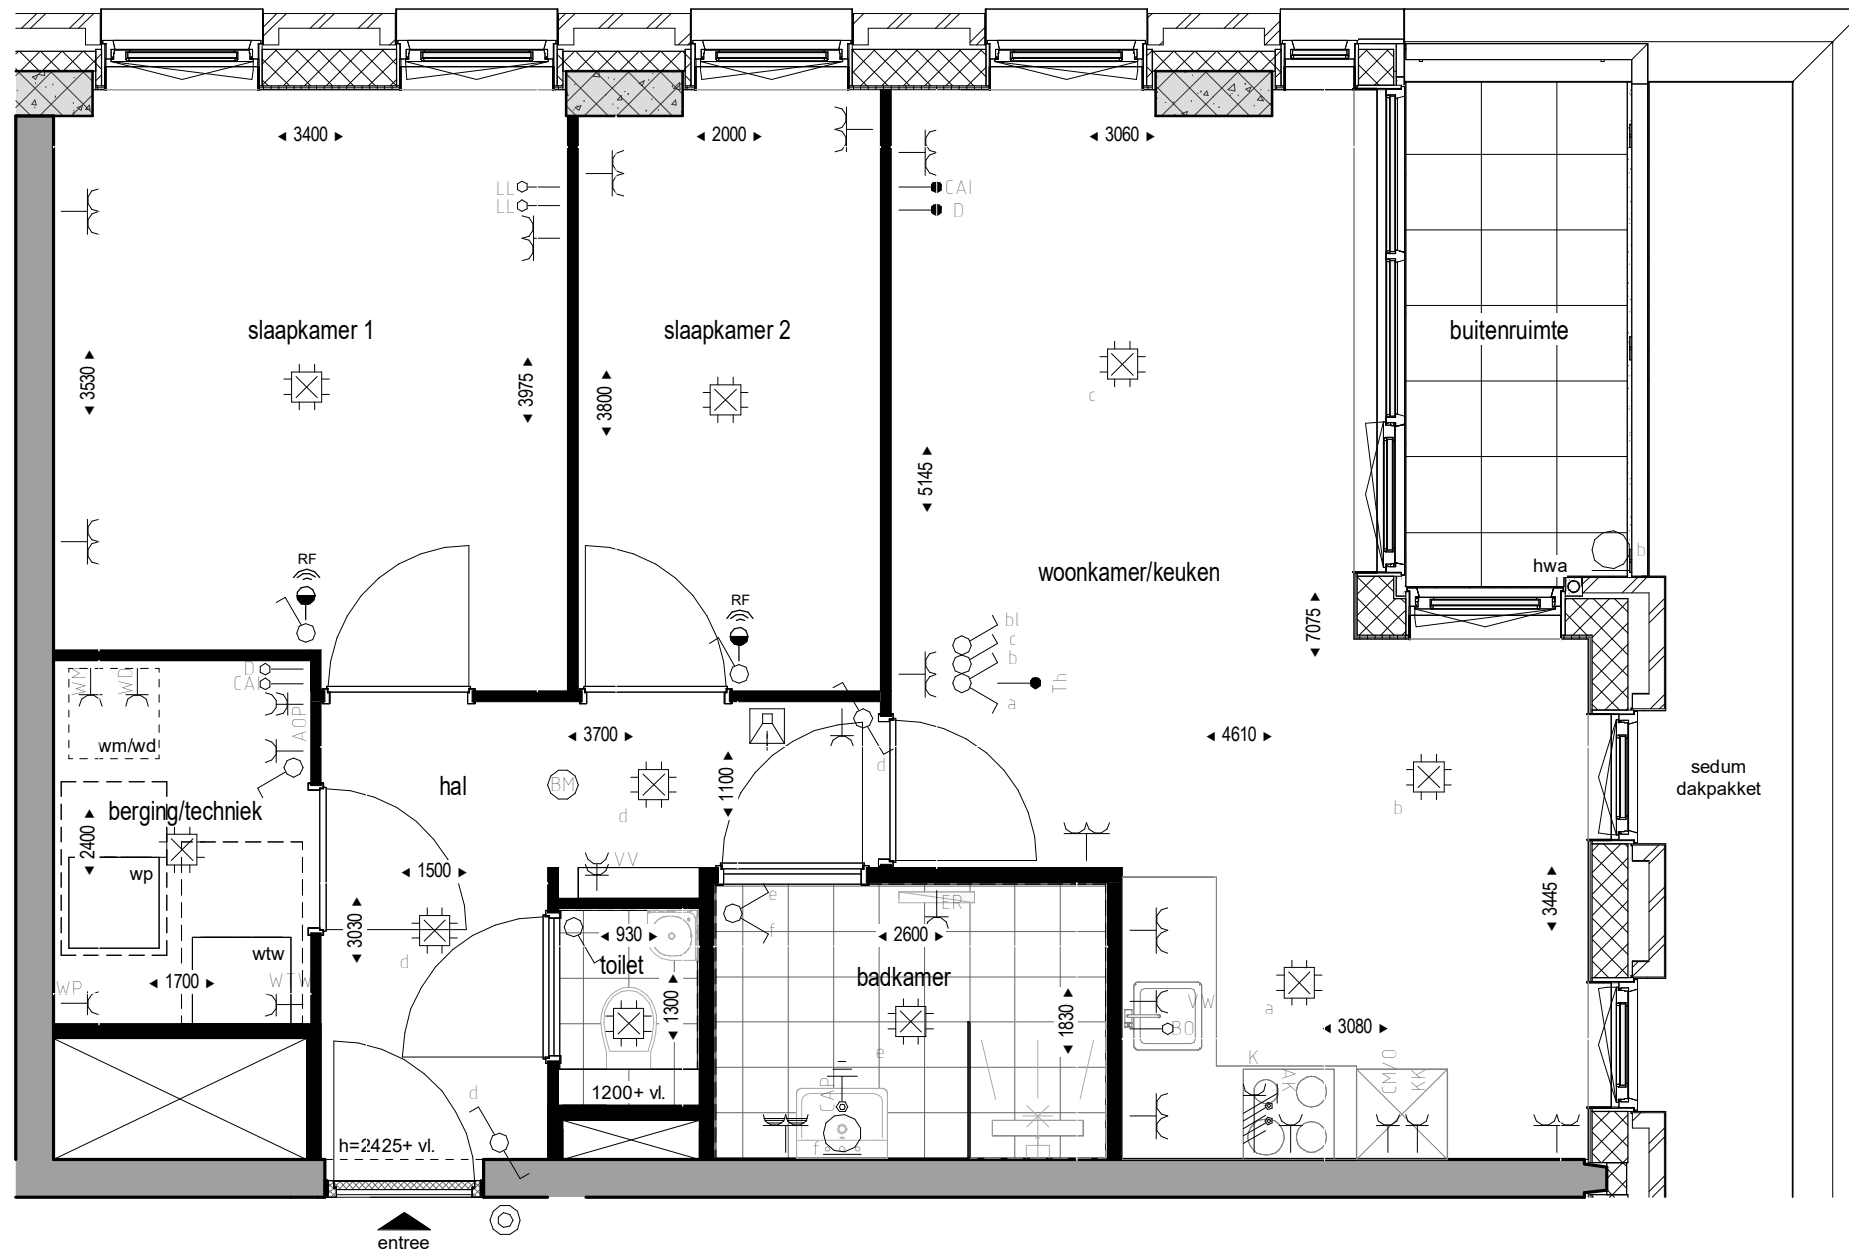 3400
2000
3060
LL
LL
CAI
D
slaapkamer 1
slaapkamer 2
buitenruimte
3530
3975
3800
c
5145
RF
RF
woonkamer/keuken
hwa
b
7075
bl
c
b
a
Th
D
CAI
WM
WD
AOP
wm/wd
3700
4610
d
BM
hal
1100
d
b
sedum
dakpakket
berging/techniek
2400
wp
1500
VV
3030
d
e
f
ER
2600
930
toilet
badkamer
3445
wtw
WTW
1700
WP
1300
1830
VW
BO
a
3080
e
K
KA
CM/O
KK
d
1200+ vl.
CAP
f
h=2425+ vl.
entree